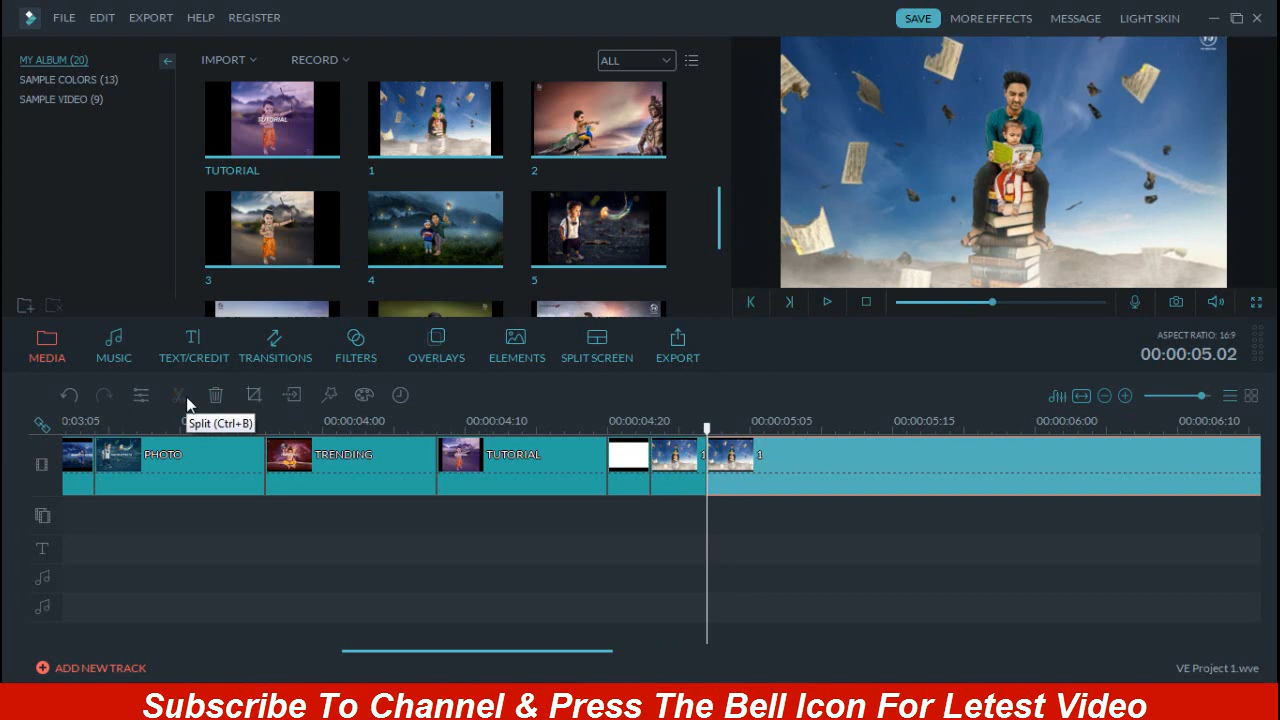 FILE EDIT EXPORT HELP REGISTER SAVE MORE EFFECTS MESSAGE LIGHT SKIN
MY ALBUM (20)
SAMPLE COLORS (13)
SAMPLE VIDEO (9)
IMPORT RECORD ALL
TUTORIAL
TUTORIAL 1 2
3 4 5
MEDIA MUSIC TEXT/CREDIT TRANSITIONS FILTERS OVERLAYS ELEMENTS SPLIT SCREEN EXPORT
ASPECT RATIO: 16:9
00:00:05.02
Split (Ctrl+B)
0:03:05 00:00:04:00 00:00:04:10 00:00:04:20 00:00:05:05 00:00:05:15 00:00:06:00 00:00:06:10
PHOTO TRENDING TUTORIAL 1 1
ADD NEW TRACK
VE Project 1.wve
Subscribe To Channel & Press The Bell Icon For Letest Video